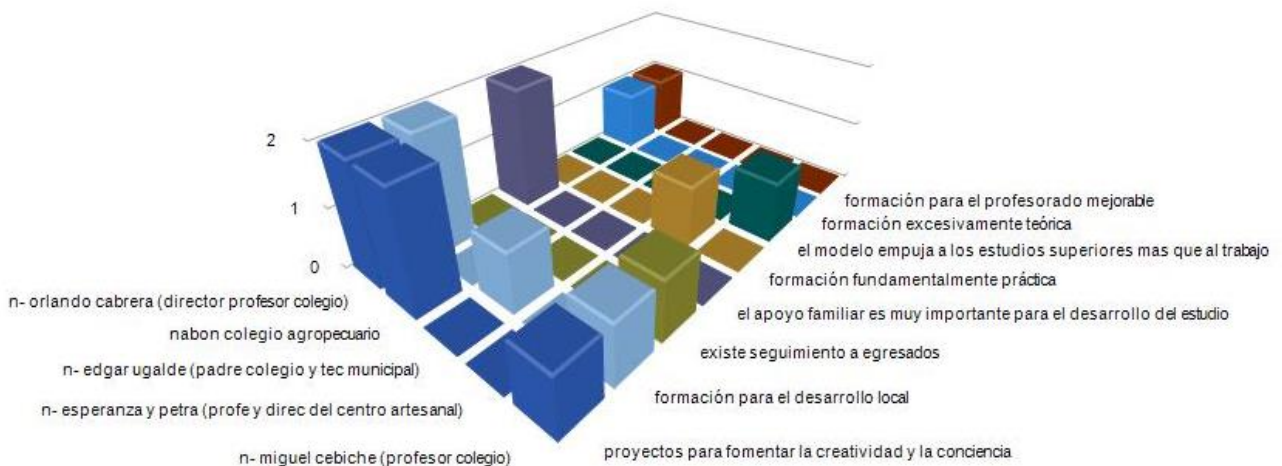 2
1
0
n- orlando cabrera (director profesor colegio)
nabon colegio agropecuario
n- edgar ugalde (padre colegio y tec municipal)
n- esperanza y petra (profe y direc del centro artesanal)
n- miguel cebiche (profesor colegio)
formación para el profesorado mejorable
formación excesivamente teórica
el modelo empuja a los estudios superiores mas que al trabajo
formación fundamentalmente práctica
el apoyo familiar es muy importante para el desarrollo del estudio
existe seguimiento a egresados
formación para el desarrollo local
proyectos para fomentar la creatividad y la conciencia